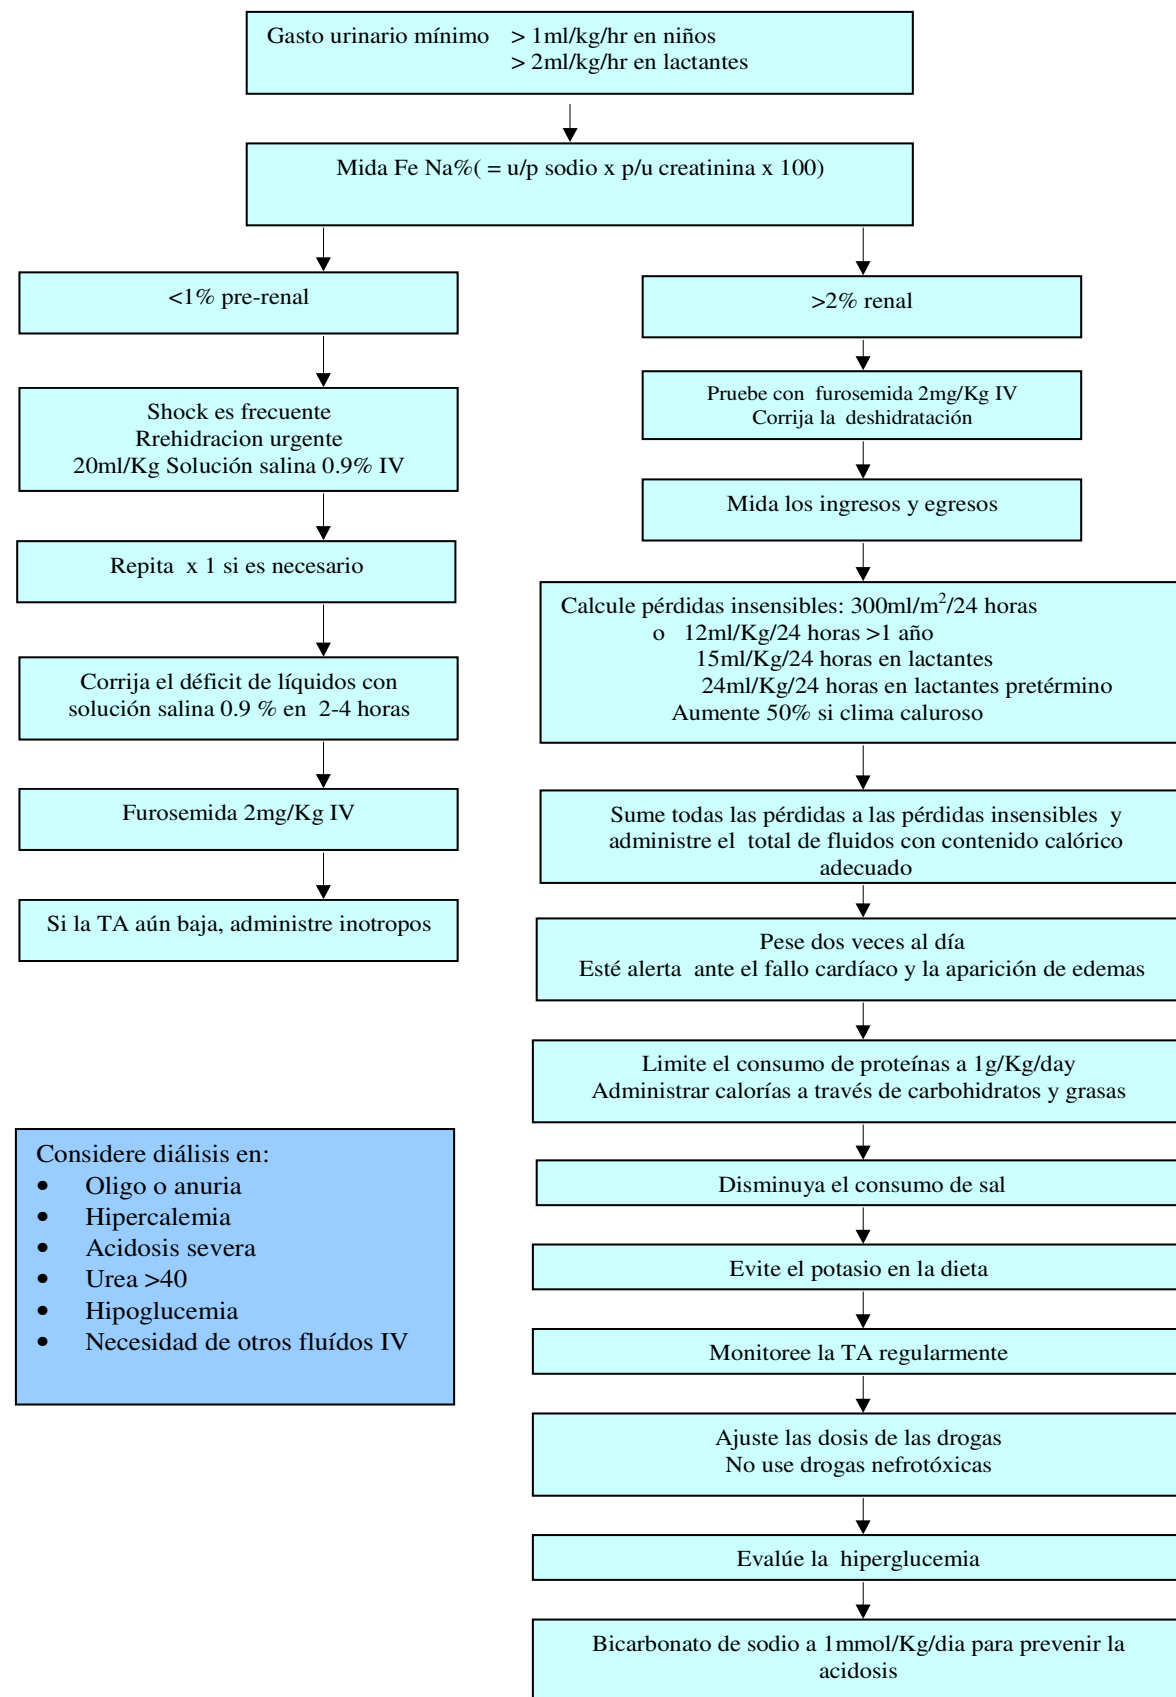 Gasto urinario mínimo > 1ml/kg/hr en niños
> 2ml/kg/hr en lactantes
Mida Fe Na%( = u/p sodio x p/u creatinina x 100)
<1% pre-renal
Shock es frecuente
Rrehidracion urgente
20ml/Kg Solución salina 0.9% IV
Repita x 1 si es necesario
Corrija el déficit de líquidos con
solución salina 0.9 % en 2-4 horas
Furosemida 2mg/Kg IV
Si la TA aún baja, administre inotropos
Considere diálisis en:
• Oligo o anuria
• Hipercalemia
• Acidosis severa
• Urea >40
• Hipoglucemia
• Necesidad de otros fluídos IV
>2% renal
Pruebe con furosemida 2mg/Kg IV
Corrija la deshidratación
Mida los ingresos y egresos
Calcule pérdidas insensibles: 300ml/m²/24 horas
o 12ml/Kg/24 horas >1 año
15ml/Kg/24 horas en lactantes
24ml/Kg/24 horas en lactantes pretérmino
Aumente 50% si clima caluroso
Sume todas las pérdidas a las pérdidas insensibles y
administre el total de fluidos con contenido calórico
adecuado
Pese dos veces al día
Esté alerta ante el fallo cardíaco y la aparición de edemas
Limite el consumo de proteínas a 1g/Kg/day
Administrar calorías a través de carbohidratos y grasas
Disminuya el consumo de sal
Evite el potasio en la dieta
Monitoree la TA regularmente
Ajuste las dosis de las drogas
No use drogas nefrotóxicas
Evalúe la hiperglucemia
Bicarbonato de sodio a 1mmol/Kg/dia para prevenir la
acidosis